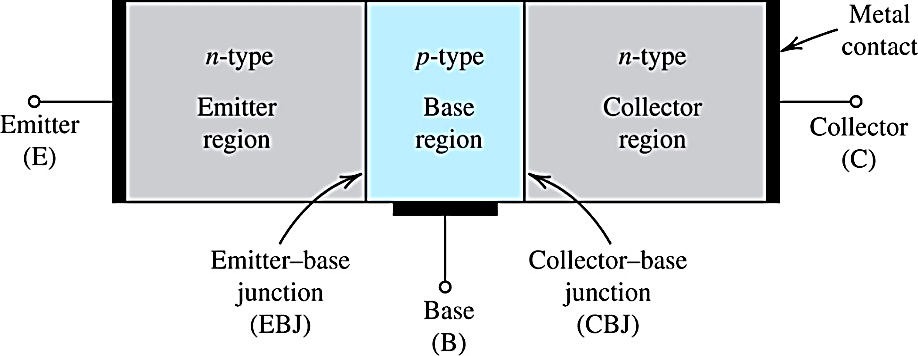 n-type
Emitter
region
p-type
Base
region
n-type
Collector
region
Metal
contact
Emitter
(E)
Collector
(C)
Emitter–base
junction
(EBJ)
Base
(B)
Collector–base
junction
(CBJ)